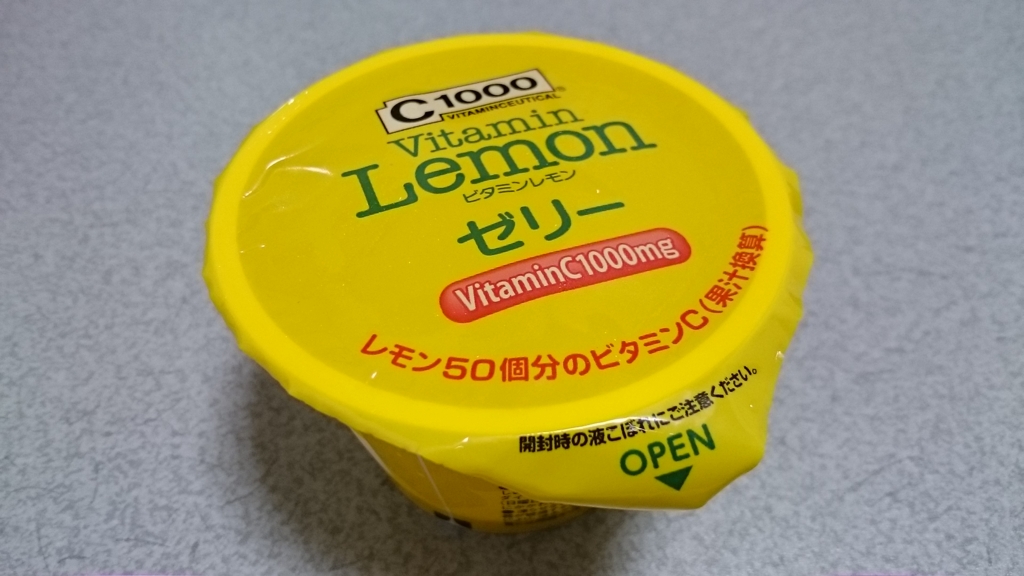 C1000
VITAMINCEUTICAL®
Vitamin
Lemon
ビタミンレモン
ゼリー
VitaminC1000mg
レモン50個分のビタミンC(果汁換算)
開封時の液こぼれにご注意ください。
OPEN